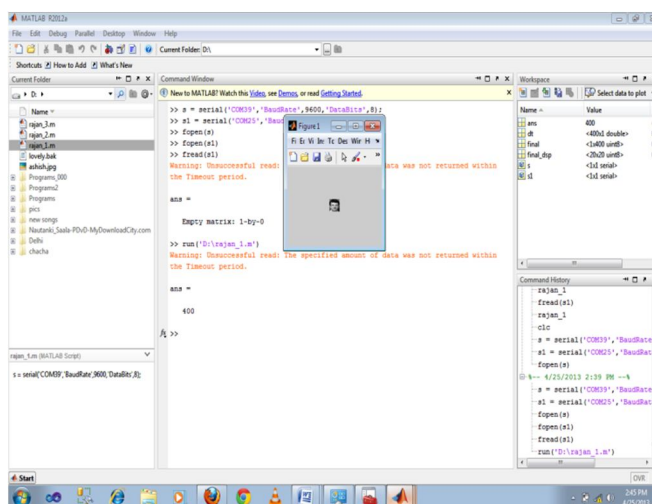 MATLAB R2012a
File Edit Debug Parallel Desktop Window Help
Current Folder: D:\
Shortcuts How to Add What's New
Current Folder
D:
Name
rajan_3.m
rajan_2.m
rajan_1.m
lovely.bak
ashish.jpg
Programs_000
Programs2
Programs
pics
new songs
Nautanki_Saala-PDvD-MyDownloadCity.com
Delhi
chacha
rajan_1.m (MATLAB Script)
s = serial('COM39','BaudRate',9600,'DataBits',8);
Command Window
New to MATLAB? Watch this Video, see Demos, or read Getting Started.
>> s = serial('COM39','BaudRate',9600,'DataBits',8);
>> s1 = serial('COM25','Baud
>> fopen(s)
>> fopen(s1)
>> fread(s1)
Warning: Unsuccessful read: ata was not returned within
the Timeout period.
ans =
Empty matrix: 1-by-0
>> run('D:\rajan_1.m')
Warning: Unsuccessful read: The specified amount of data was not returned within
the Timeout period.
ans =
400
fx >>
Figure 1
Workspace
Select data to plot
Name Value
ans 400
dt <400x1 double>
final <1x400 uint8>
final_dsp <20x20 uint8>
s <1x1 serial>
s1 <1x1 serial>
Command History
rajan_1
fread(s1)
rajan_1
clc
s = serial('COM39','BaudRate
s1 = serial('COM25','BaudRat
fopen(s)
%-- 4/25/2013 2:39 PM --%
s = serial('COM39','BaudRate
s1 = serial('COM25','BaudRat
fopen(s)
fopen(s1)
fread(s1)
run('D:\rajan_1.m')
Start
OVR
2:45 PM
4/25/2013